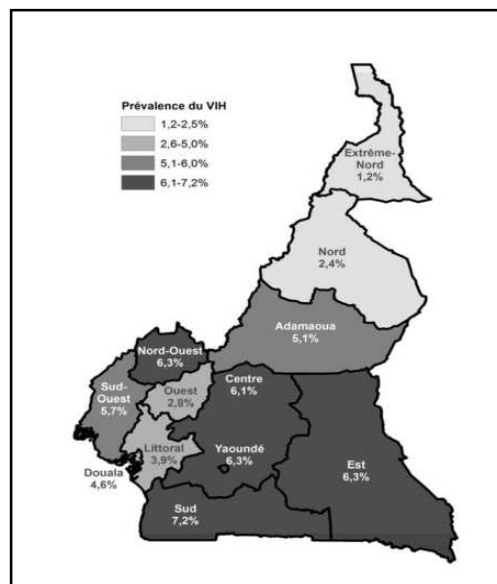 Prévalence du VIH
1,2-2,5%
2,6-5,0%
5,1-6,0%
6,1-7,2%
Extrême-
Nord
1,2%
Nord
2,4%
Adamaoua
5,1%
Nord-Ouest
6,3%
Sud-
Ouest
5,7%
Ouest
2,8%
Centre
6,1%
Littoral
3,9%
Yaoundé
6,3%
Douala
4,6%
Est
6,3%
Sud
7,2%